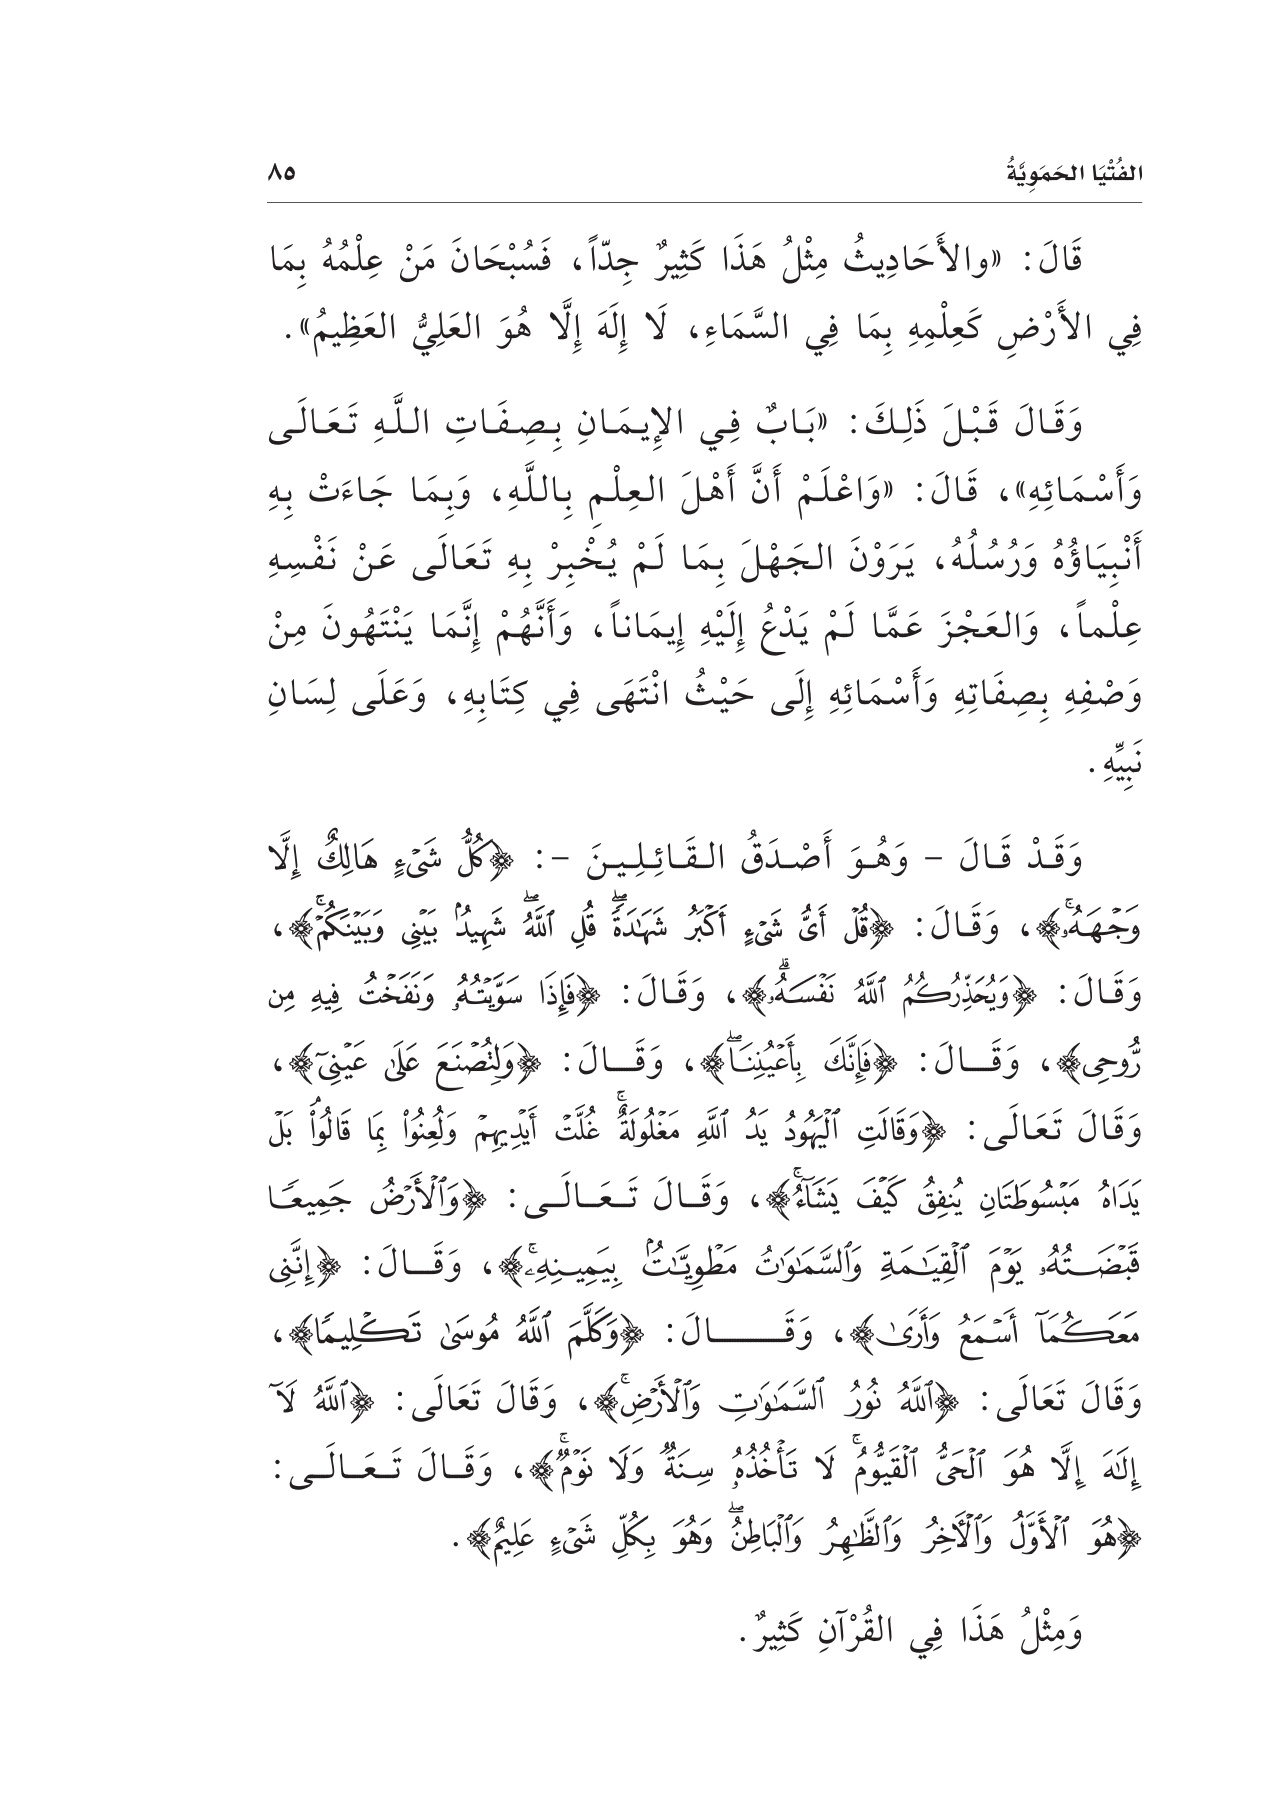 الفُتْيَا الحَمَوِيَّةُ ٨٥
قَالَ: «والأَحَادِيثُ مِثْلُ هَذَا كَثِيرٌ جِدّاً، فَسُبْحَانَ مَنْ عِلْمُهُ بِمَا
فِي الأَرْضِ كَعِلْمِهِ بِمَا فِي السَّمَاءِ، لَا إِلَهَ إِلَّا هُوَ العَلِيُّ العَظِيمُ».
وَقَالَ قَبْلَ ذَلِكَ: «بَابٌ فِي الإِيمَانِ بِصِفَاتِ اللَّهِ تَعَالَى
وَأَسْمَائِهِ»، قَالَ: «وَاعْلَمْ أَنَّ أَهْلَ العِلْمِ بِاللَّهِ، وَبِمَا جَاءَتْ بِهِ
أَنْبِيَاؤُهُ وَرُسُلُهُ، يَرَوْنَ الجَهْلَ بِمَا لَمْ يُخْبِرْ بِهِ تَعَالَى عَنْ نَفْسِهِ
عِلْماً، وَالعَجْزَ عَمَّا لَمْ يَدْعُ إِلَيْهِ إِيمَاناً، وَأَنَّهُمْ إِنَّمَا يَنْتَهُونَ مِنْ
وَصْفِهِ بِصِفَاتِهِ وَأَسْمَائِهِ إِلَى حَيْثُ انْتَهَى فِي كِتَابِهِ، وَعَلَى لِسَانِ
نَبِيِّهِ.
وَقَدْ قَالَ – وَهُوَ أَصْدَقُ القَائِلِينَ –: ﴿كُلُّ شَيْءٍ هَالِكٌ إِلَّا
وَجْهَهُۥۚ﴾، وَقَالَ: ﴿قُلْ أَىُّ شَىْءٍ أَكْبَرُ شَهَٰدَةٗۖ قُلِ ٱللَّهُۖ شَهِيدُۢ بَيْنِى وَبَيْنَكُمْۚ﴾،
وَقَالَ: ﴿وَيُحَذِّرُكُمُ ٱللَّهُ نَفْسَهُۥۗ﴾، وَقَالَ: ﴿فَإِذَا سَوَّيْتُهُۥ وَنَفَخْتُ فِيهِ مِن
رُّوحِى﴾، وَقَالَ: ﴿فَإِنَّكَ بِأَعْيُنِنَاۖ﴾، وَقَالَ: ﴿وَلِتُصْنَعَ عَلَىٰ عَيْنِىٓ﴾،
وَقَالَ تَعَالَى: ﴿وَقَالَتِ ٱلْيَهُودُ يَدُ ٱللَّهِ مَغْلُولَةٌۚ غُلَّتْ أَيْدِيهِمْ وَلُعِنُوا۟ بِمَا قَالُوا۟ۘ بَلْ
يَدَاهُ مَبْسُوطَتَانِ يُنفِقُ كَيْفَ يَشَآءُۚ﴾، وَقَالَ تَعَالَى: ﴿وَٱلْأَرْضُ جَمِيعًا
قَبْضَتُهُۥ يَوْمَ ٱلْقِيَٰمَةِ وَٱلسَّمَٰوَٰتُ مَطْوِيَّٰتُۢ بِيَمِينِهِۦۚ﴾، وَقَالَ: ﴿إِنَّنِى
مَعَكُمَآ أَسْمَعُ وَأَرَىٰ﴾، وَقَالَ: ﴿وَكَلَّمَ ٱللَّهُ مُوسَىٰ تَكْلِيمًا﴾،
وَقَالَ تَعَالَى: ﴿ٱللَّهُ نُورُ ٱلسَّمَٰوَٰتِ وَٱلْأَرْضِۚ﴾، وَقَالَ تَعَالَى: ﴿ٱللَّهُ لَآ
إِلَٰهَ إِلَّا هُوَ ٱلْحَىُّ ٱلْقَيُّومُۚ لَا تَأْخُذُهُۥ سِنَةٌ وَلَا نَوْمٌۚ﴾، وَقَالَ تَعَالَى:
﴿هُوَ ٱلْأَوَّلُ وَٱلْءَاخِرُ وَٱلظَّٰهِرُ وَٱلْبَاطِنُۖ وَهُوَ بِكُلِّ شَىْءٍ عَلِيمٌ﴾.
وَمِثْلُ هَذَا فِي القُرْآنِ كَثِيرٌ.